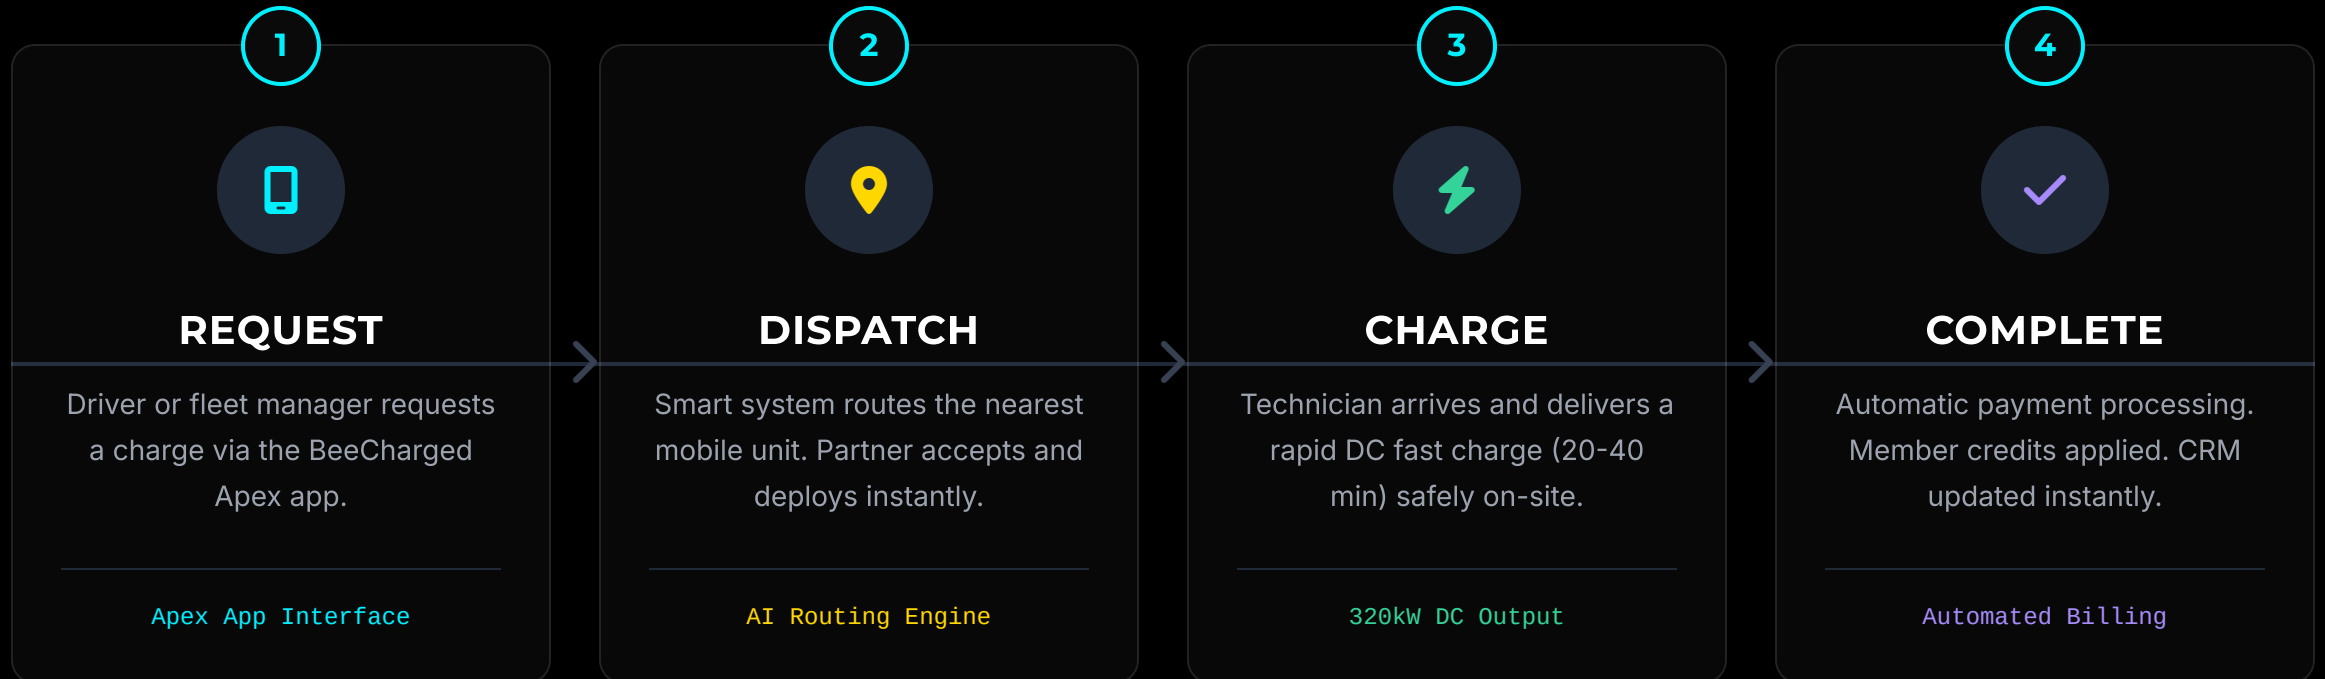 1
REQUEST
Driver or fleet manager requests
a charge via the BeeCharged
Apex app.
Apex App Interface
2
DISPATCH
Smart system routes the nearest
mobile unit. Partner accepts and
deploys instantly.
AI Routing Engine
3
CHARGE
Technician arrives and delivers a
rapid DC fast charge (20-40
min) safely on-site.
320kW DC Output
4
COMPLETE
Automatic payment processing.
Member credits applied. CRM
updated instantly.
Automated Billing